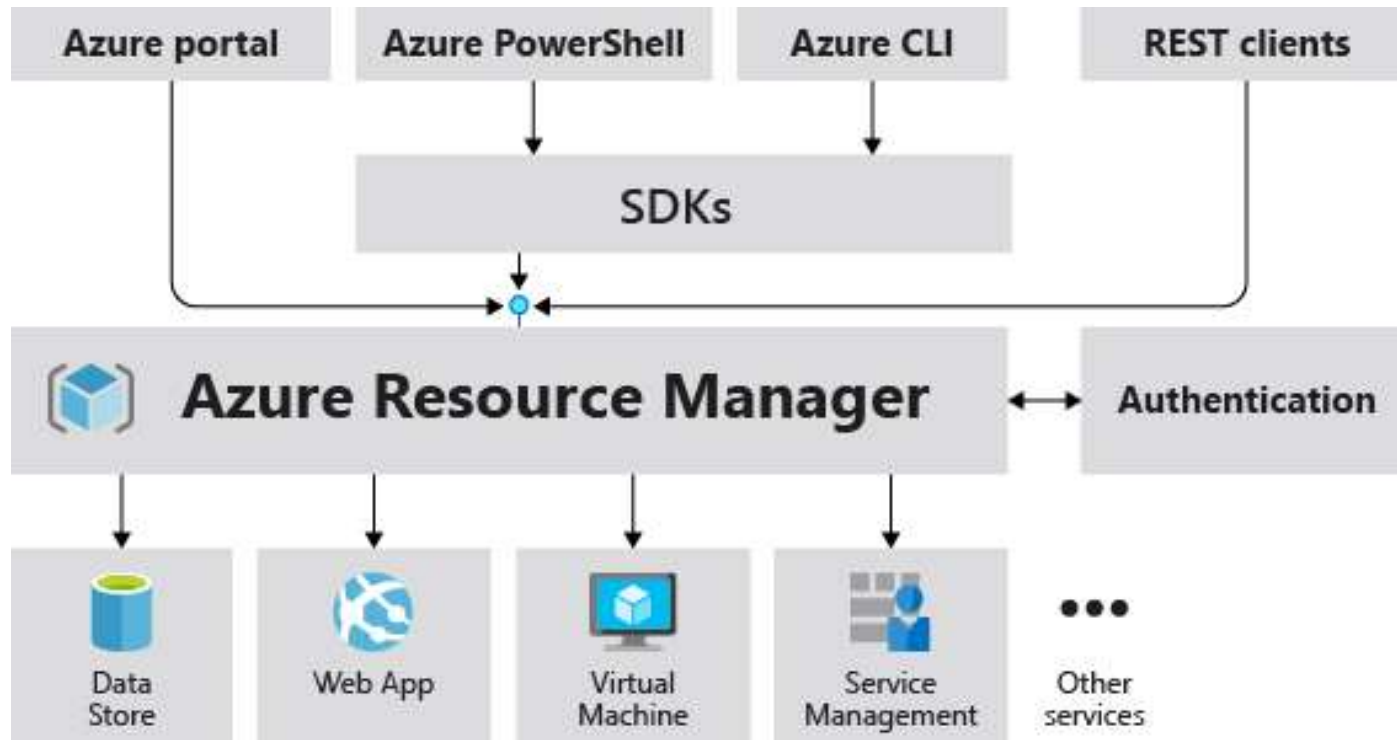 Azure portal
Azure PowerShell
Azure CLI
REST clients
SDKs
Azure Resource Manager
Authentication
Data
Store
Web App
Virtual
Machine
Service
Management
Other
services